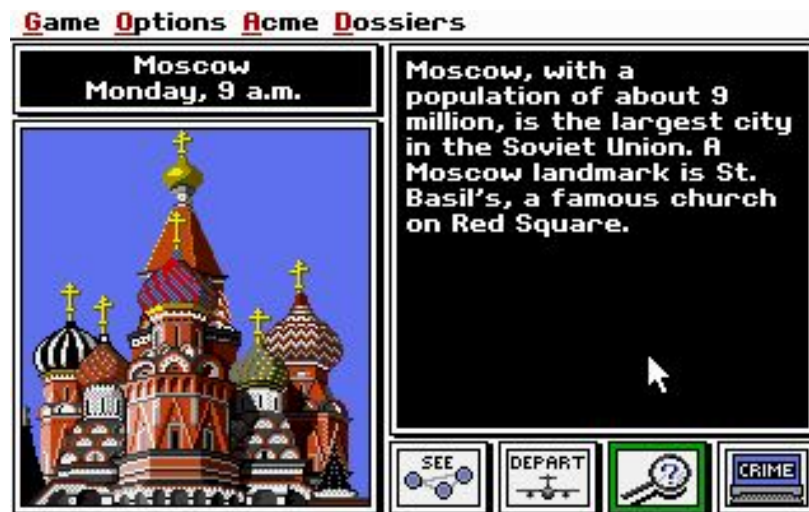 Game Options Acme Dossiers
Moscow
Monday, 9 a.m.
Moscow, with a
population of about 9
million, is the largest city
in the Soviet Union. A
Moscow landmark is St.
Basil's, a famous church
on Red Square.
SEE
DEPART
?
CRIME